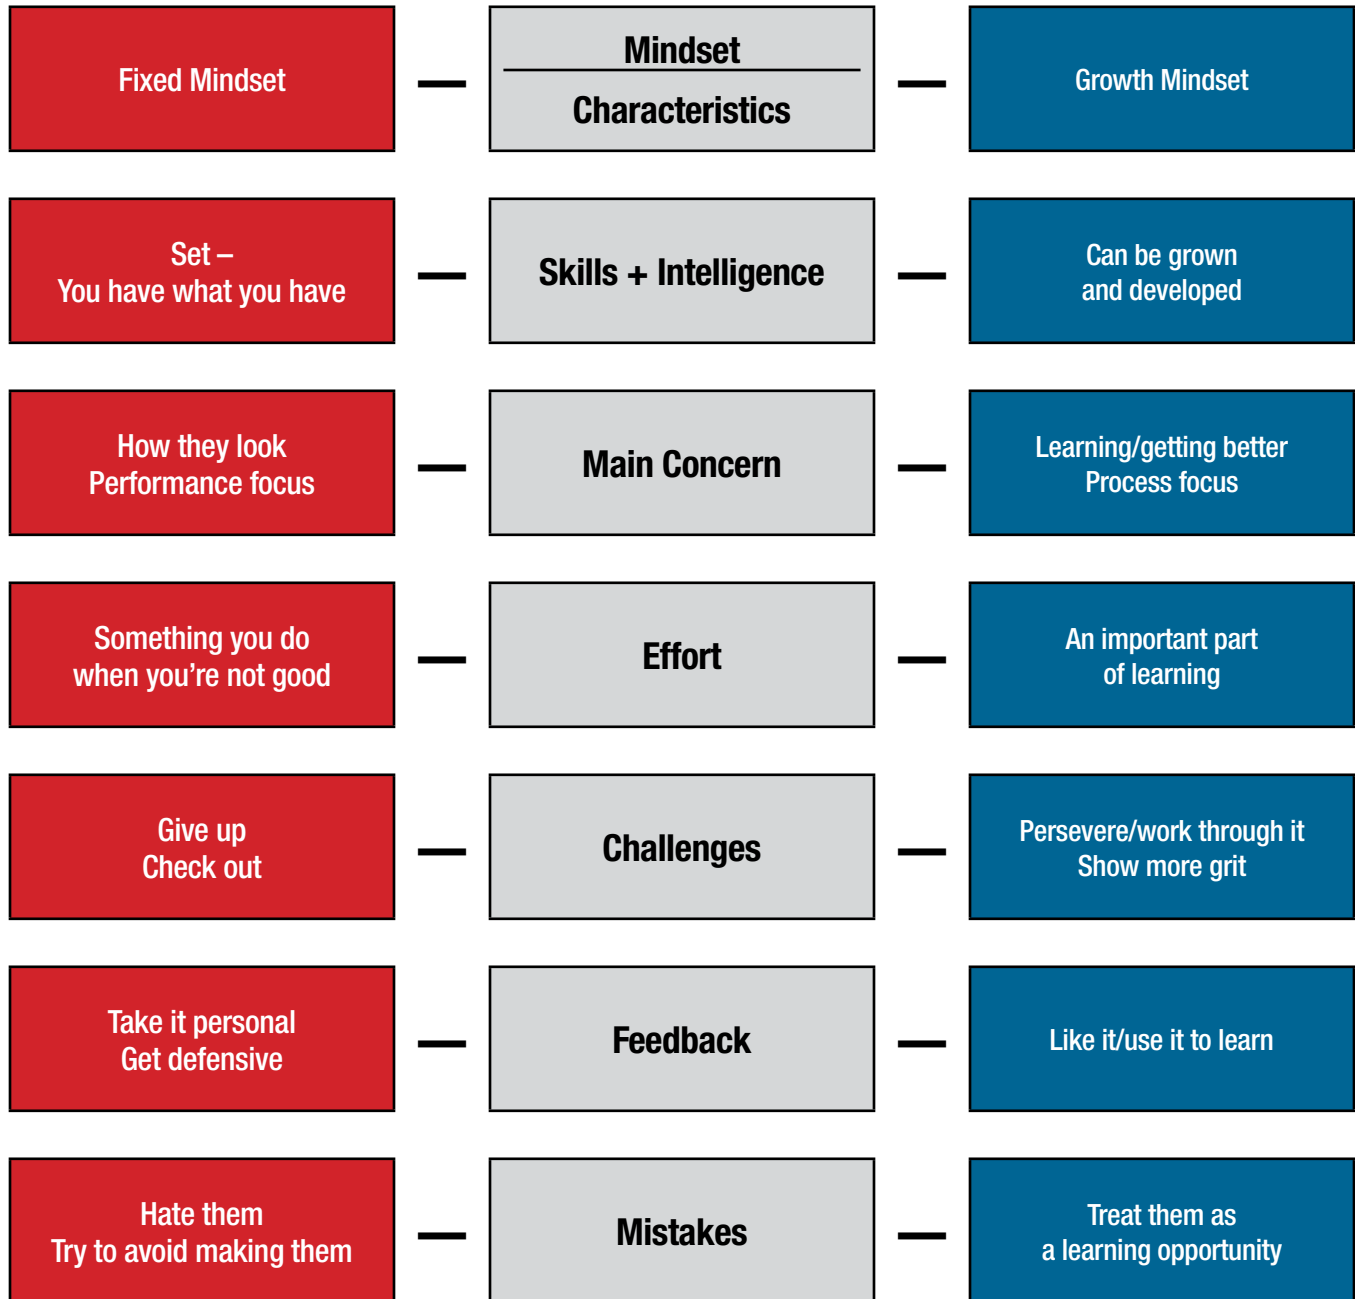 Fixed Mindset
Mindset
Characteristics
Growth Mindset
Set –
You have what you have
Skills + Intelligence
Can be grown
and developed
How they look
Performance focus
Main Concern
Learning/getting better
Process focus
Something you do
when you’re not good
Effort
An important part
of learning
Give up
Check out
Challenges
Persevere/work through it
Show more grit
Take it personal
Get defensive
Feedback
Like it/use it to learn
Hate them
Try to avoid making them
Mistakes
Treat them as
a learning opportunity